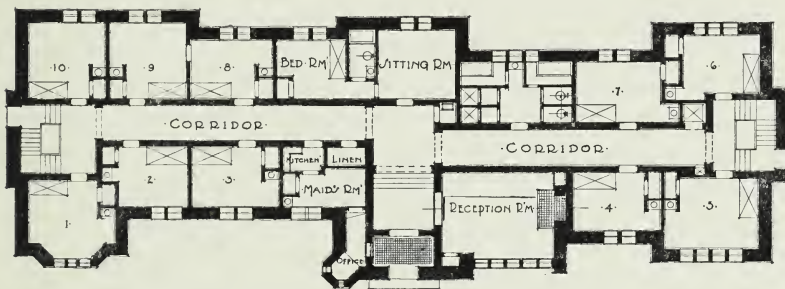 ·10·
·9·
·8·
BED RM
SITTING RM
·7·
·6·
CORRIDOR
·CORRIDOR·
·2·
·3·
KITCHEN
LINEN
MAID'S RM
1
OFFICE
RECEPTION R'M
·4·
·5·